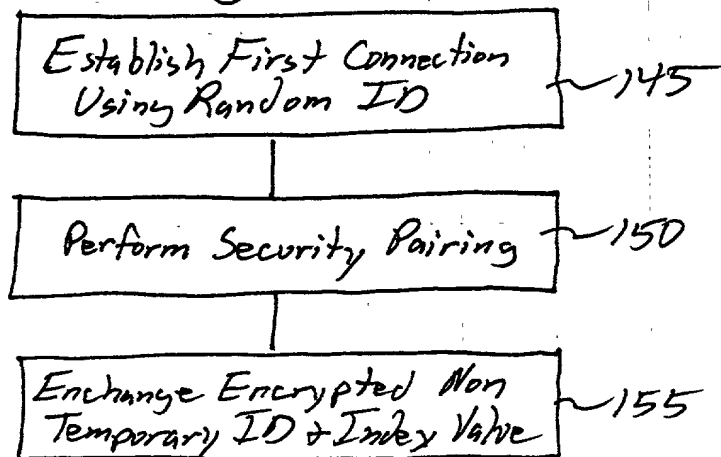 Establish First Connection
Using Random ID
145
Perform Security Pairing
150
Enchange Encrypted Non
Temporary ID + Index Value
155